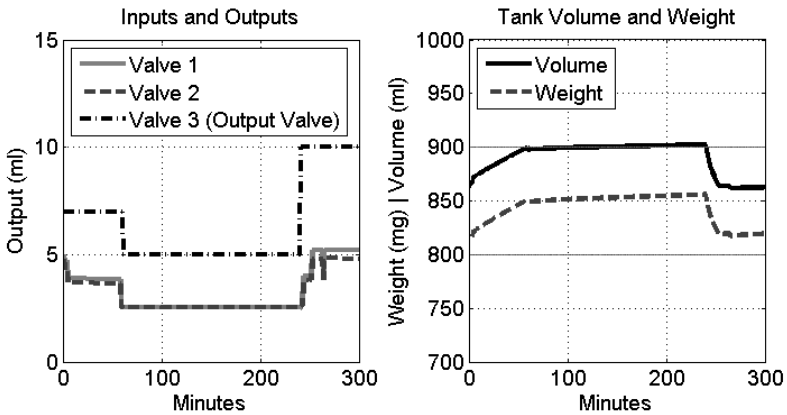 Inputs and Outputs
15
10
5
0
Output (ml)
Valve 1
Valve 2
Valve 3 (Output Valve)
0
100
200
300
Minutes
Tank Volume and Weight
1000
950
900
850
800
750
700
Weight (mg) | Volume (ml)
Volume
Weight
0
100
200
300
Minutes